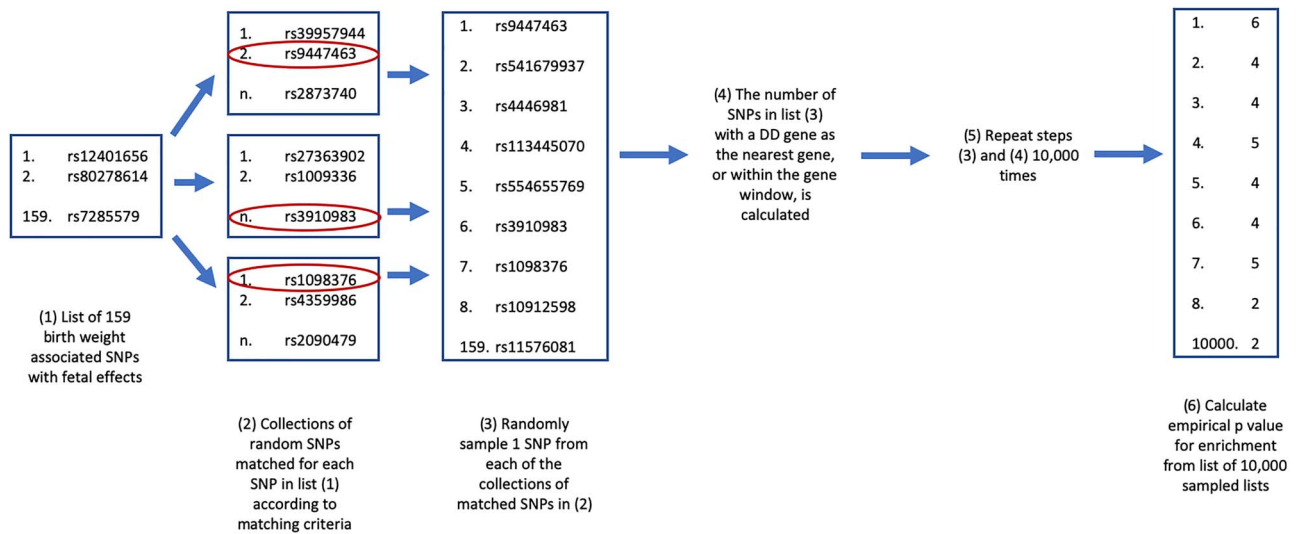 1. rs12401656
2. rs80278614
159. rs7285579
(1) List of 159
birth weight
associated SNPs
with fetal effects
1. rs39957944
2. rs9447463
n. rs2873740
1. rs27363902
2. rs1009336
n. rs3910983
1. rs1098376
2. rs4359986
n. rs2090479
(2) Collections of
random SNPs
matched for each
SNP in list (1)
according to
matching criteria
1. rs9447463
2. rs541679937
3. rs4446981
4. rs113445070
5. rs554655769
6. rs3910983
7. rs1098376
8. rs10912598
159. rs11576081
(3) Randomly
sample 1 SNP from
each of the
collections of
matched SNPs in (2)
(4) The number of
SNPs in list (3)
with a DD gene as
the nearest gene,
or within the gene
window, is
calculated
(5) Repeat steps
(3) and (4) 10,000
times
1. 6
2. 4
3. 4
4. 5
5. 4
6. 4
7. 5
8. 2
10000. 2
(6) Calculate
empirical p value
for enrichment
from list of 10,000
sampled lists